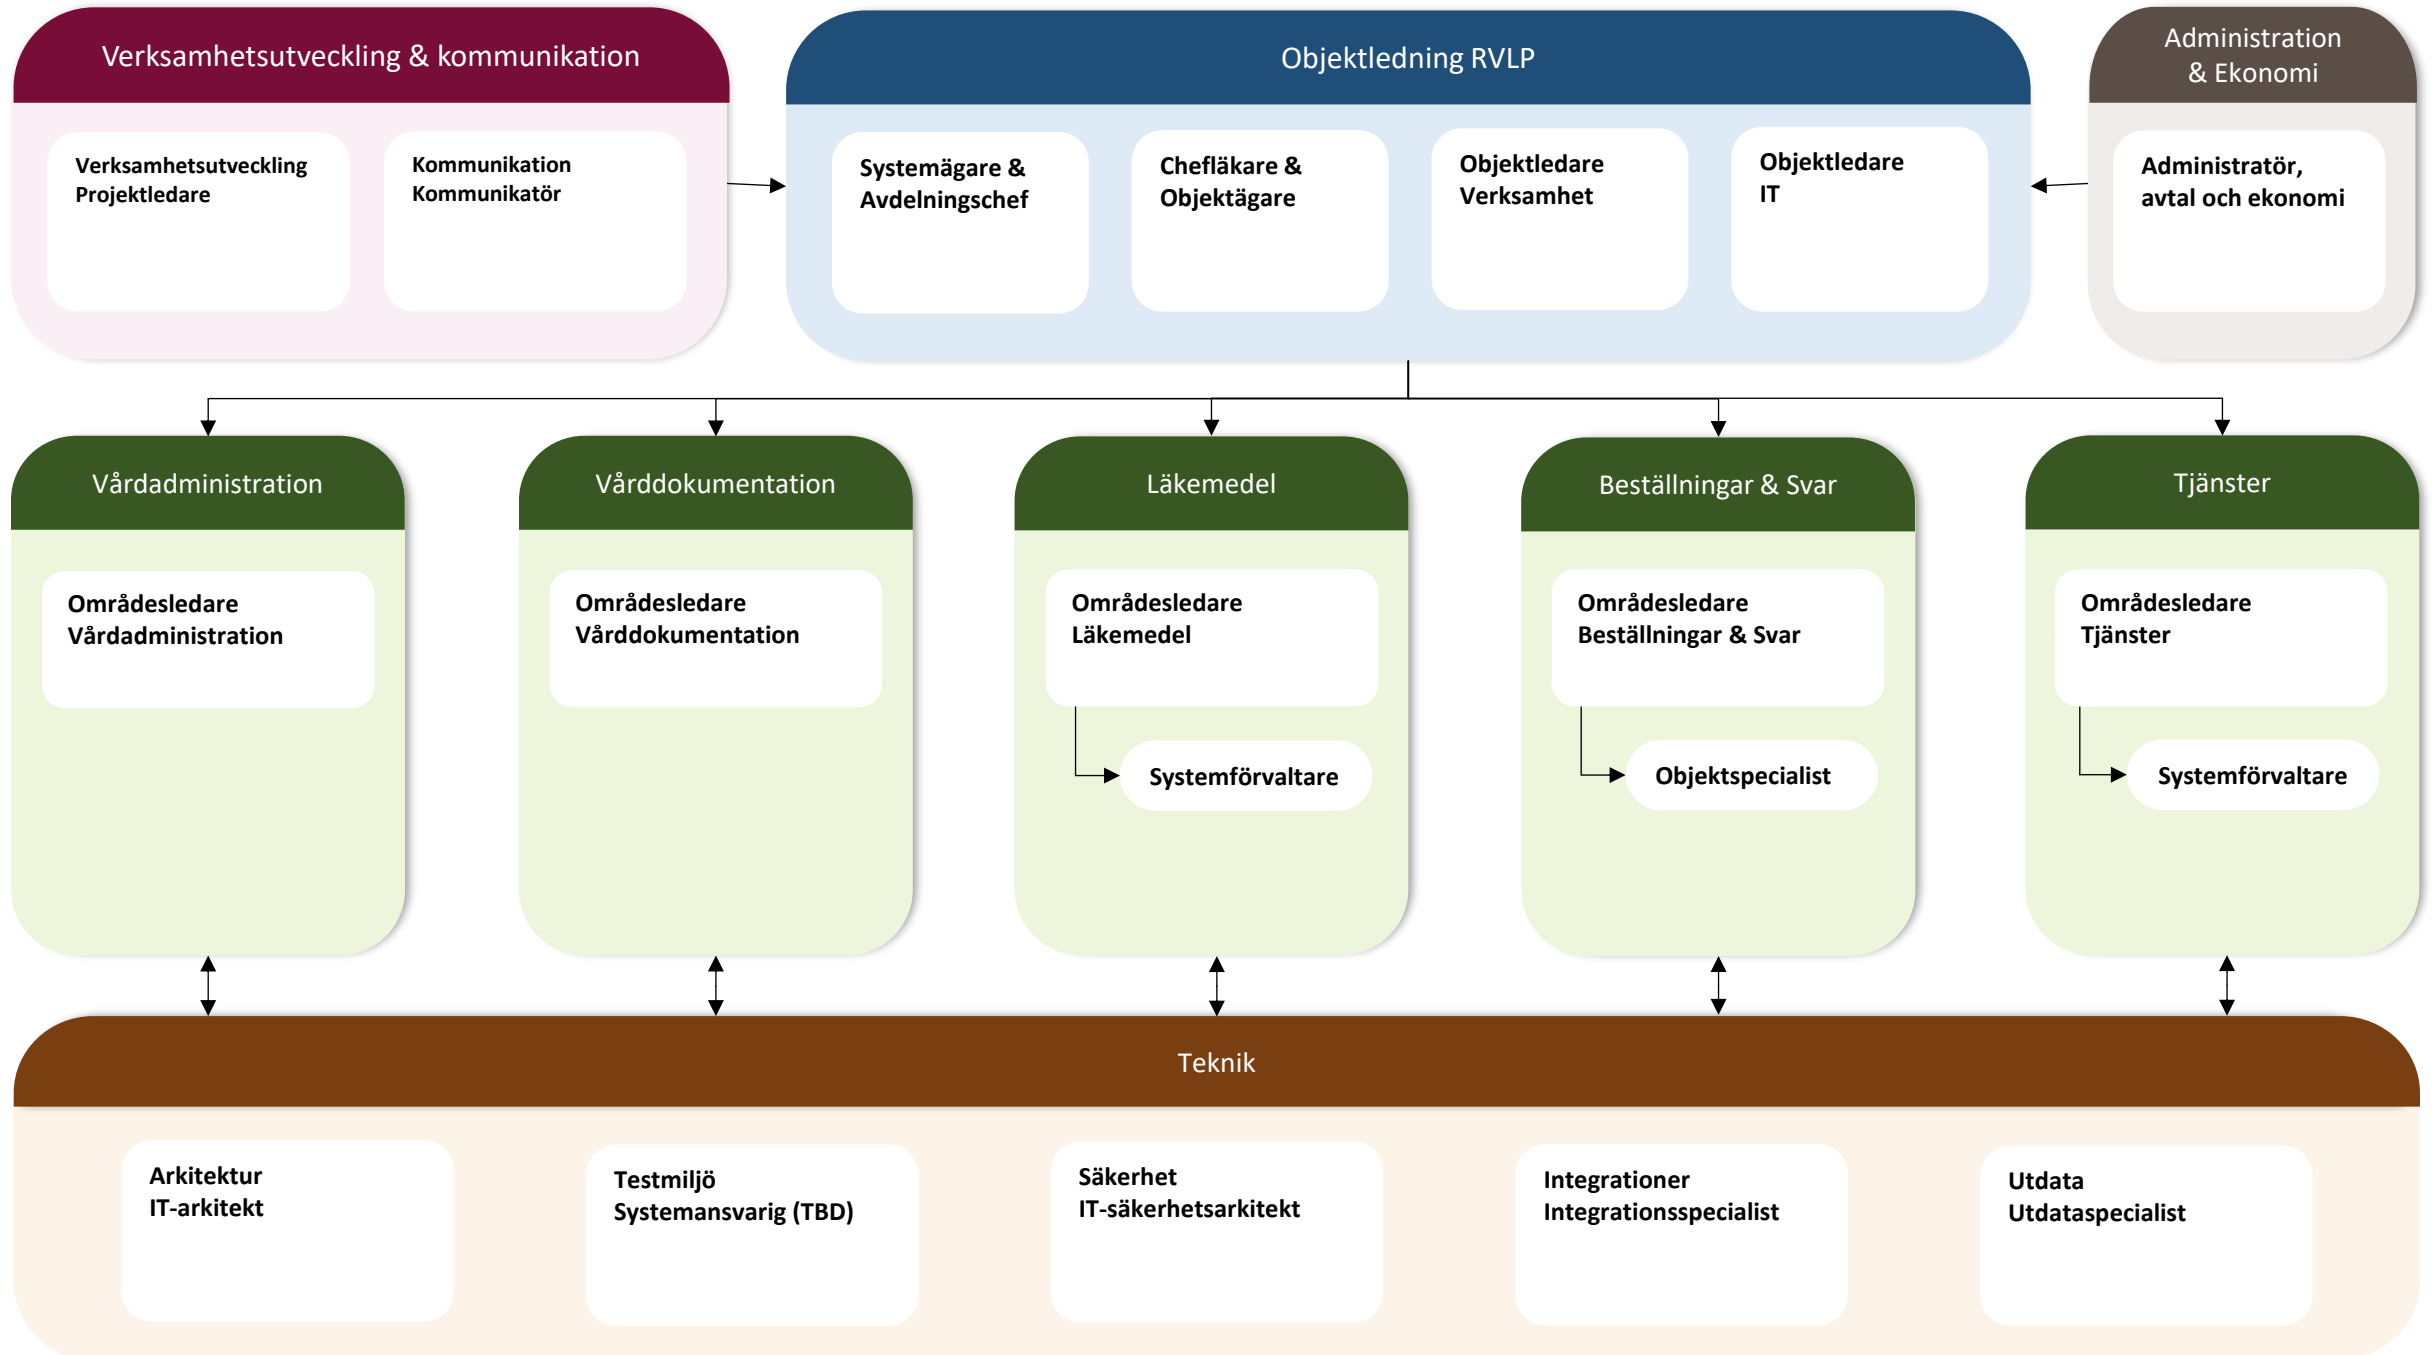 Verksamhetsutveckling & kommunikation
Verksamhetsutveckling
Projektledare
Kommunikation
Kommunikatör
Objektledning RVLP
Systemägare &
Avdelningschef
Chefläkare &
Objektägare
Objektledare
Verksamhet
Objektledare
IT
Administration
& Ekonomi
Administratör,
avtal och ekonomi
Vårdadministration
Områdesledare
Vårdadministration
Vårddokumentation
Områdesledare
Vårddokumentation
Läkemedel
Områdesledare
Läkemedel
Systemförvaltare
Beställningar & Svar
Områdesledare
Beställningar & Svar
Objektspecialist
Tjänster
Områdesledare
Tjänster
Systemförvaltare
Teknik
Arkitektur
IT-arkitekt
Testmiljö
Systemansvarig (TBD)
Säkerhet
IT-säkerhetsarkitekt
Integrationer
Integrationsspecialist
Utdata
Utdataspecialist